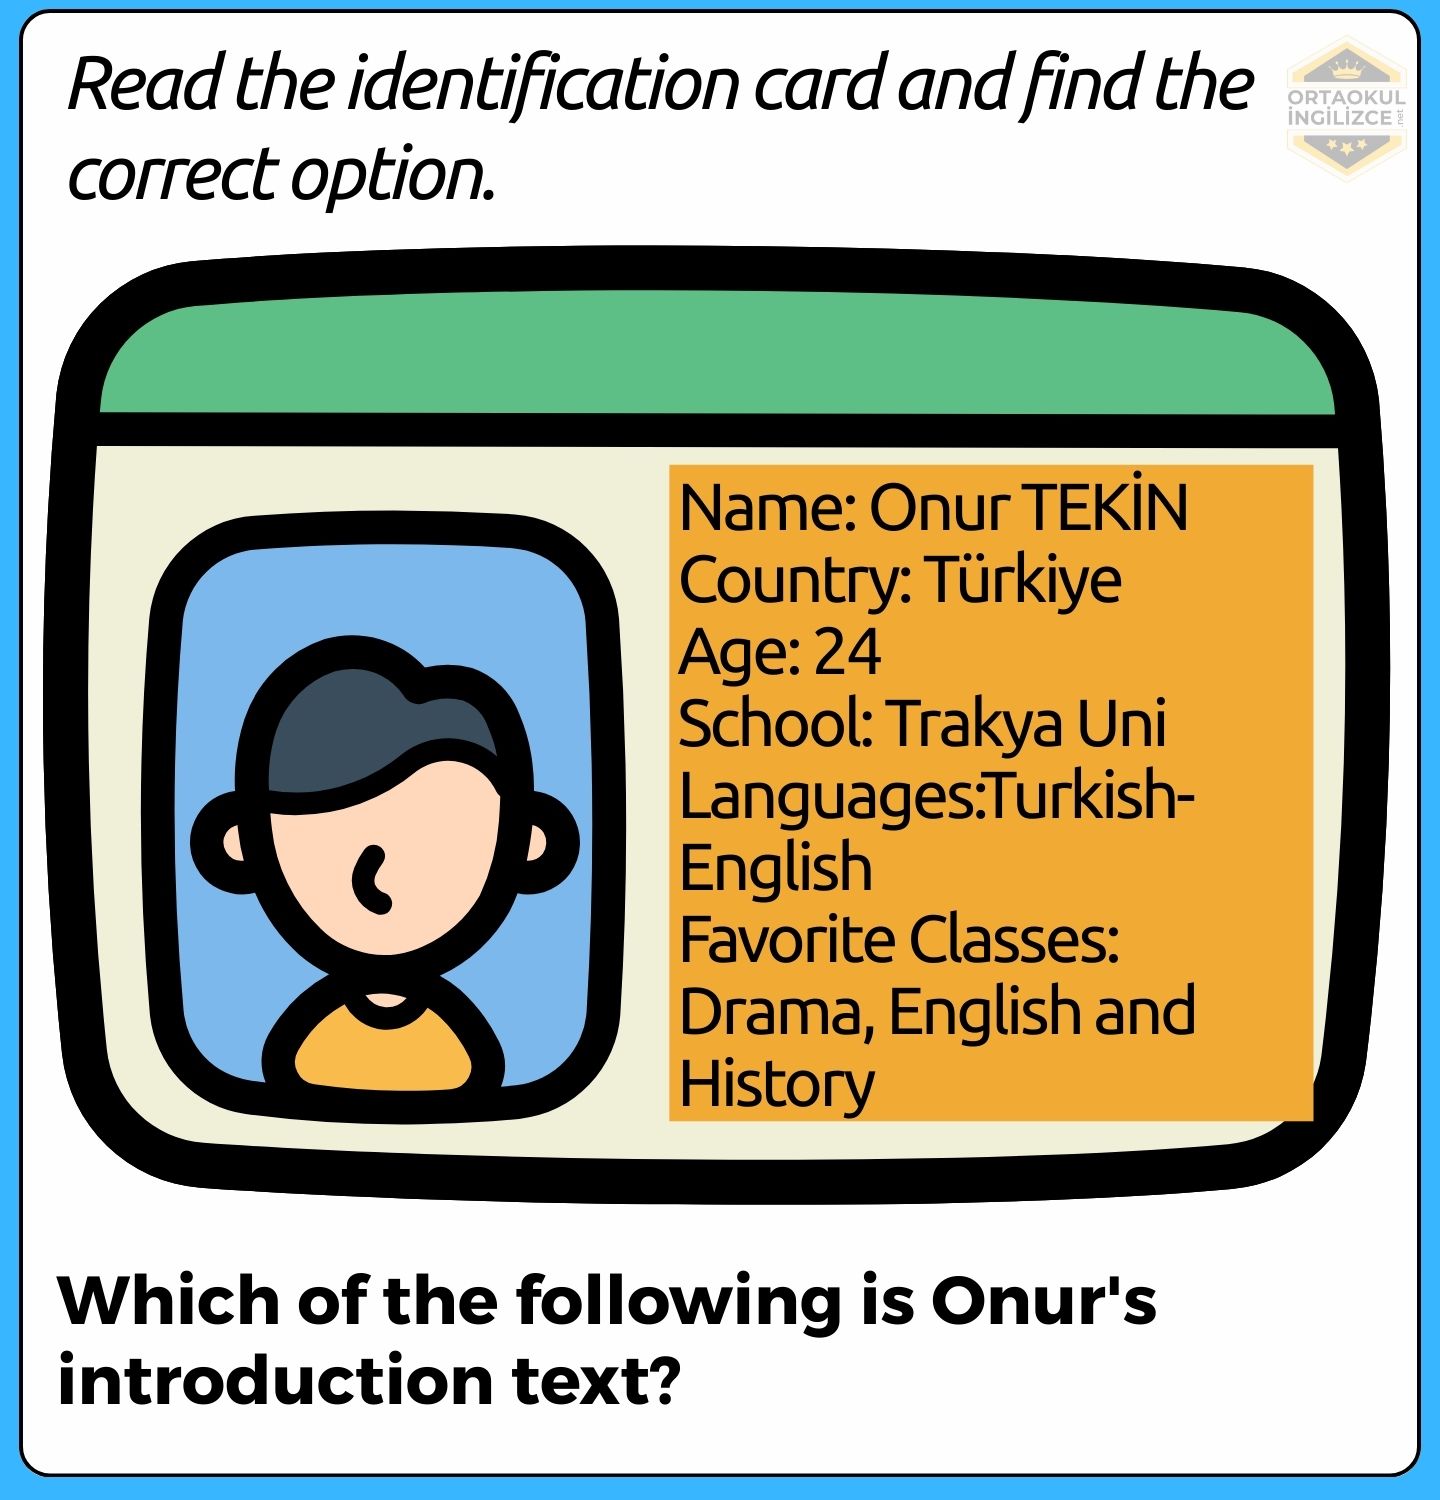 Read the identification card and find the
correct option.
ORTAOKUL
İNGİLİZCE
.net
Name: Onur TEKİN
Country: Türkiye
Age: 24
School: Trakya Uni
Languages:Turkish-
English
Favorite Classes:
Drama, English and
History
Which of the following is Onur's
introduction text?